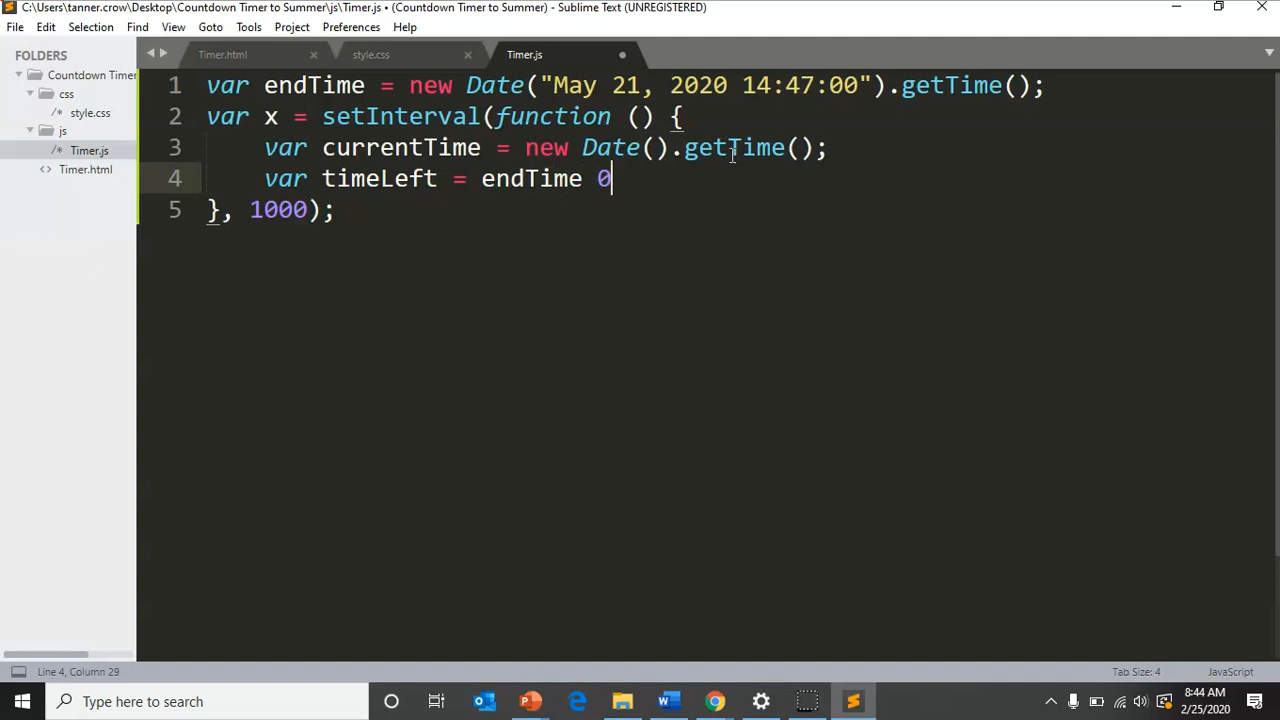 C:\Users\tanner.crow\Desktop\Countdown Timer to Summer\js\Timer.js • (Countdown Timer to Summer) - Sublime Text (UNREGISTERED)
File Edit Selection Find View Goto Tools Project Preferences Help
FOLDERS
Countdown Timer
css
/* style.css
js
/* Timer.js
<> Timer.html
Timer.html × style.css × Timer.js
1 var endTime = new Date("May 21, 2020 14:47:00").getTime();
2 var x = setInterval(function () {
3 var currentTime = new Date().getTime();
4 var timeLeft = endTime 0
5 }, 1000);
Line 4, Column 29 Tab Size: 4 JavaScript
Type here to search
8:44 AM
2/25/2020